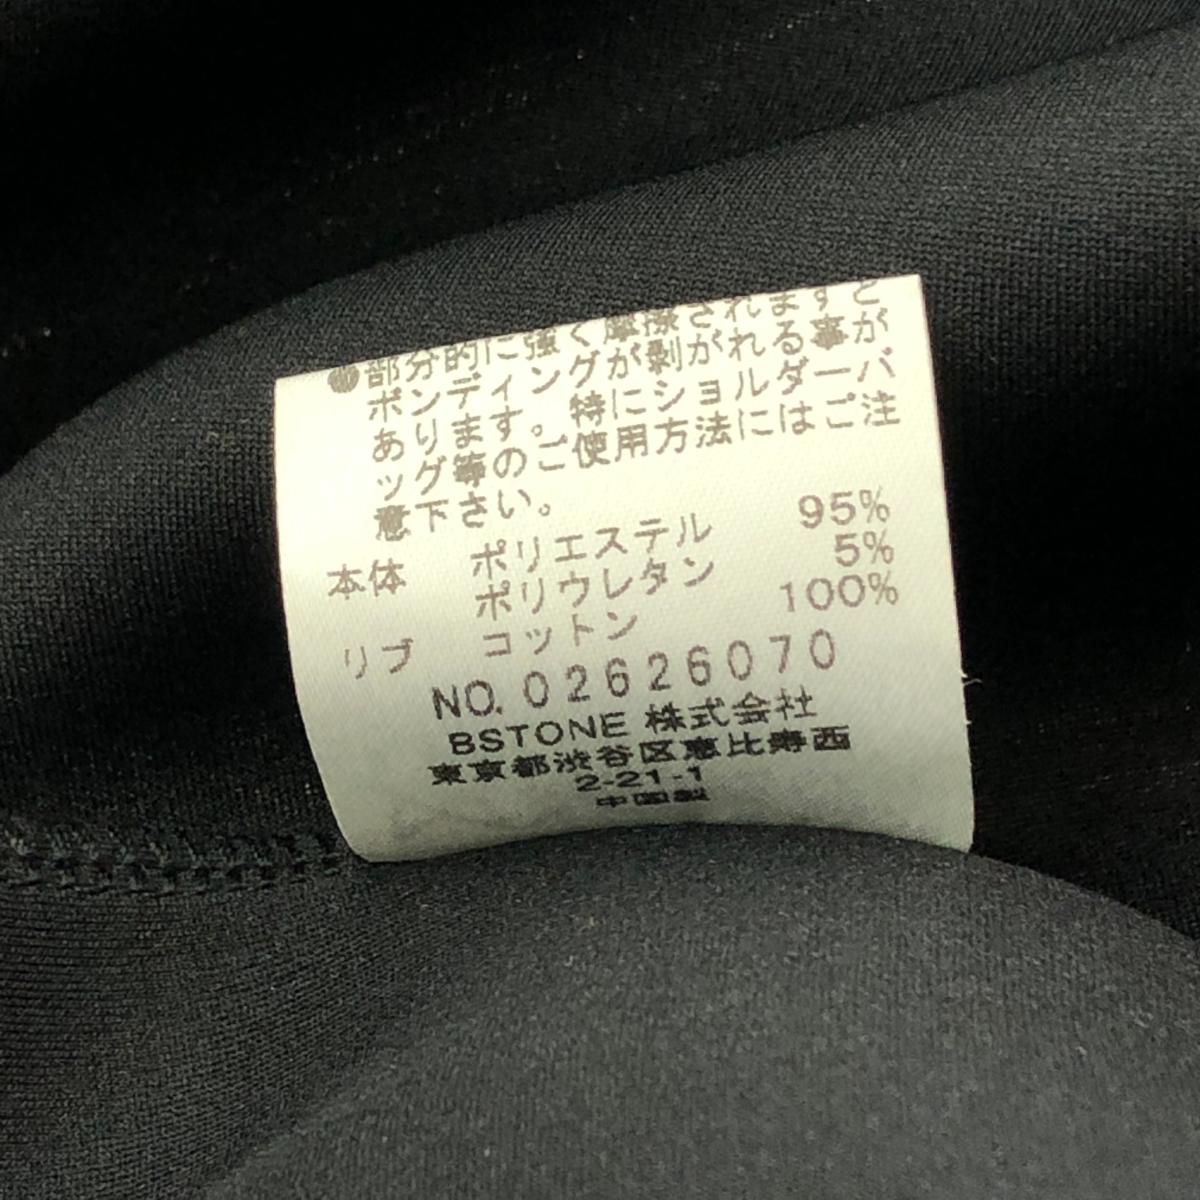 ●部分的に強く摩擦されますと
ボンディングが剥がれる事が
あります。特にショルダーバ
ッグ等のご使用方法にはご注
意下さい。
本体 ポリエステル 95%
ポリウレタン 5%
リブ コットン 100%
NO. 02626070
BSTONE 株式会社
東京都渋谷区恵比寿西
2-21-1
中国製